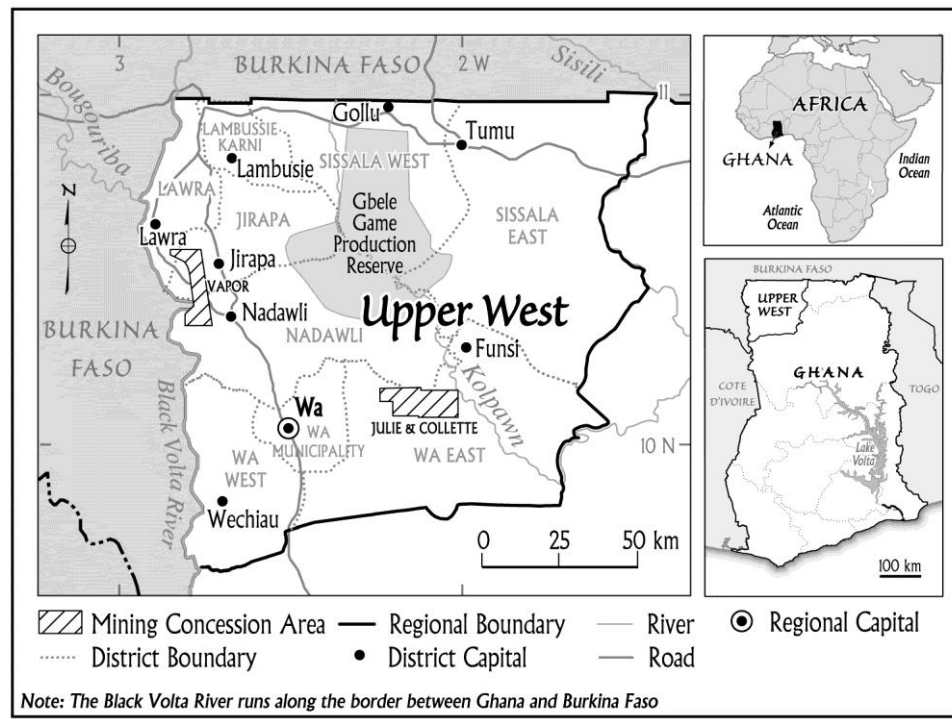 3
2 W
BURKINA FASO
Sisili
11
Bougouriba
Gollu
Tumu
LAMBUSSIE
KARNI
Lambusie
SISSALA WEST
LAWRA
N
Gbele
Game
Production
Reserve
JIRAPA
SISSALA
EAST
Lawra
Jirapa
VAPOR
Nadawli
Upper West
NADAWLI
BURKINA
FASO
Funsi
Kolpawn
Black Volta River
Wa
JULIE & COLLETTE
WA
MUNICIPALITY
10 N
WA
WEST
WA EAST
Wechiau
0 25 50 km
AFRICA
GHANA
Indian
Ocean
Atlantic
Ocean
BURKINA FASO
UPPER
WEST
GHANA
COTE
D'IVOIRE
TOGO
Lake
Volta
100 km
Mining Concession Area
Regional Boundary
River
Regional Capital
District Boundary
District Capital
Road
Note: The Black Volta River runs along the border between Ghana and Burkina Faso